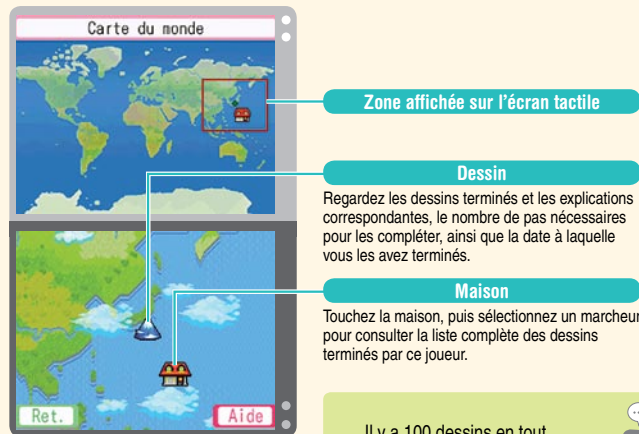 Carte du monde
Ret.
Aide
Zone affichée sur l'écran tactile
Dessin
Regardez les dessins terminés et les explications
correspondantes, le nombre de pas nécessaires
pour les compléter, ainsi que la date à laquelle
vous les avez terminés.
Maison
Touchez la maison, puis sélectionnez un marcheur
pour consulter la liste complète des dessins
terminés par ce joueur.
Il y a 100 dessins en tout